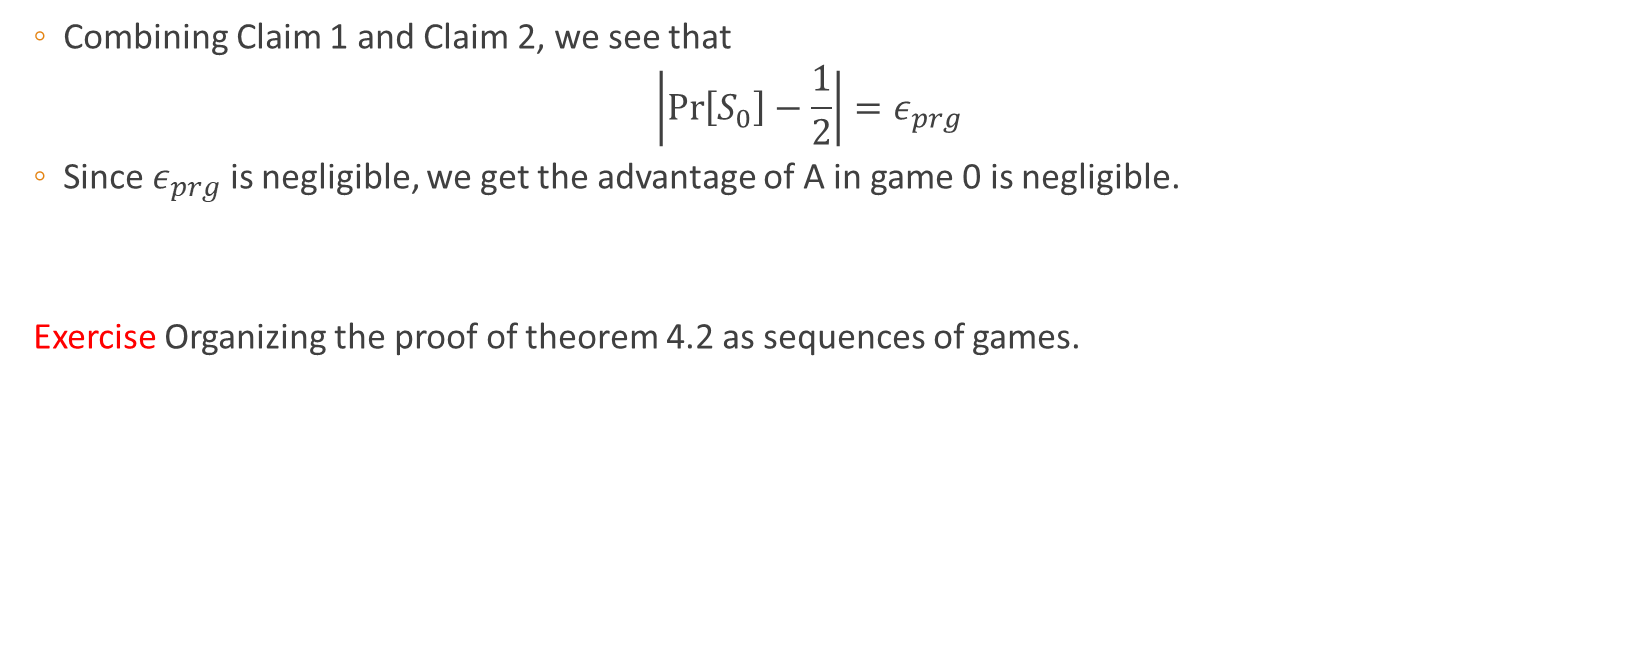 ◦ Combining Claim 1 and Claim 2, we see that
|Pr[S₀] − 1/2| = ϵ_prg
◦ Since ϵ_prg is negligible, we get the advantage of A in game 0 is negligible.
Exercise Organizing the proof of theorem 4.2 as sequences of games.